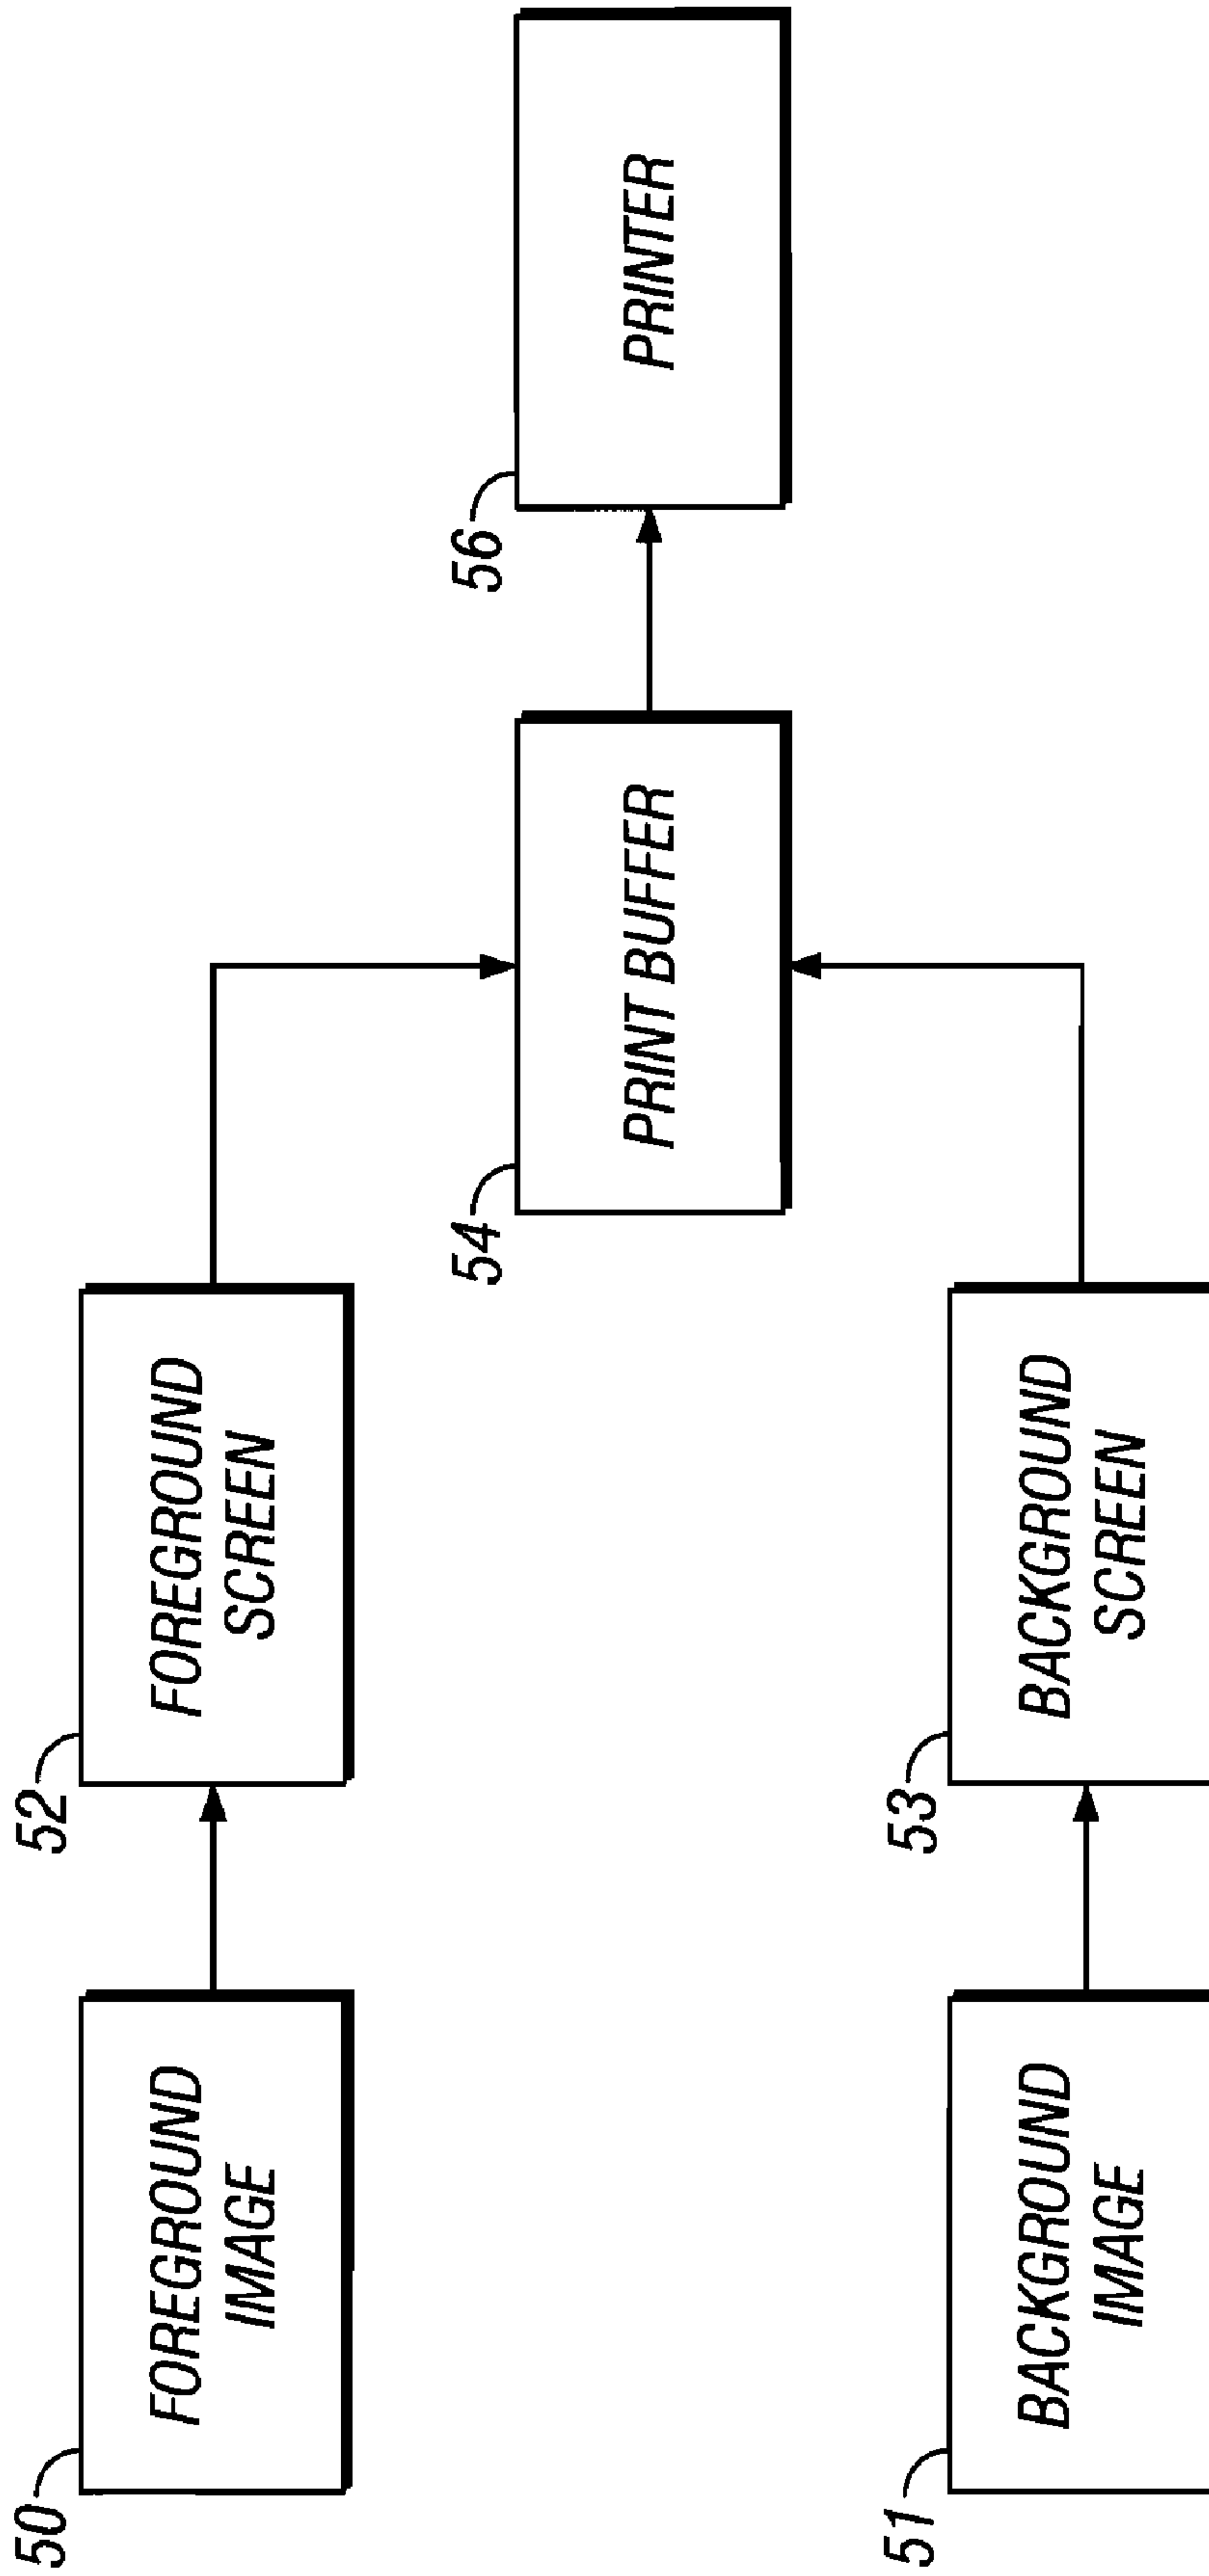 50
FOREGROUND
IMAGE
52
FOREGROUND
SCREEN
54
PRINT BUFFER
56
PRINTER
51
BACKGROUND
IMAGE
53
BACKGROUND
SCREEN